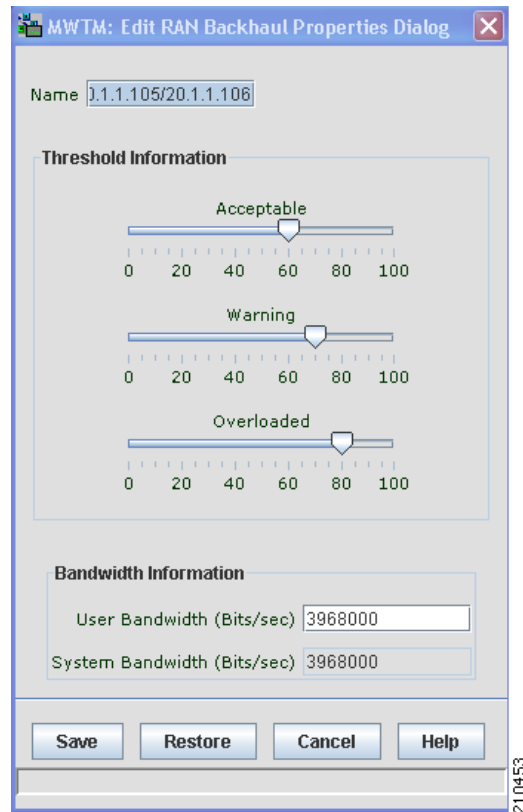 MWTM: Edit RAN Backhaul Properties Dialog
Name 0.1.1.105/20.1.1.106
Threshold Information
Acceptable
0 20 40 60 80 100
Warning
0 20 40 60 80 100
Overloaded
0 20 40 60 80 100
Bandwidth Information
User Bandwidth (Bits/sec) 3968000
System Bandwidth (Bits/sec) 3968000
Save Restore Cancel Help
210453